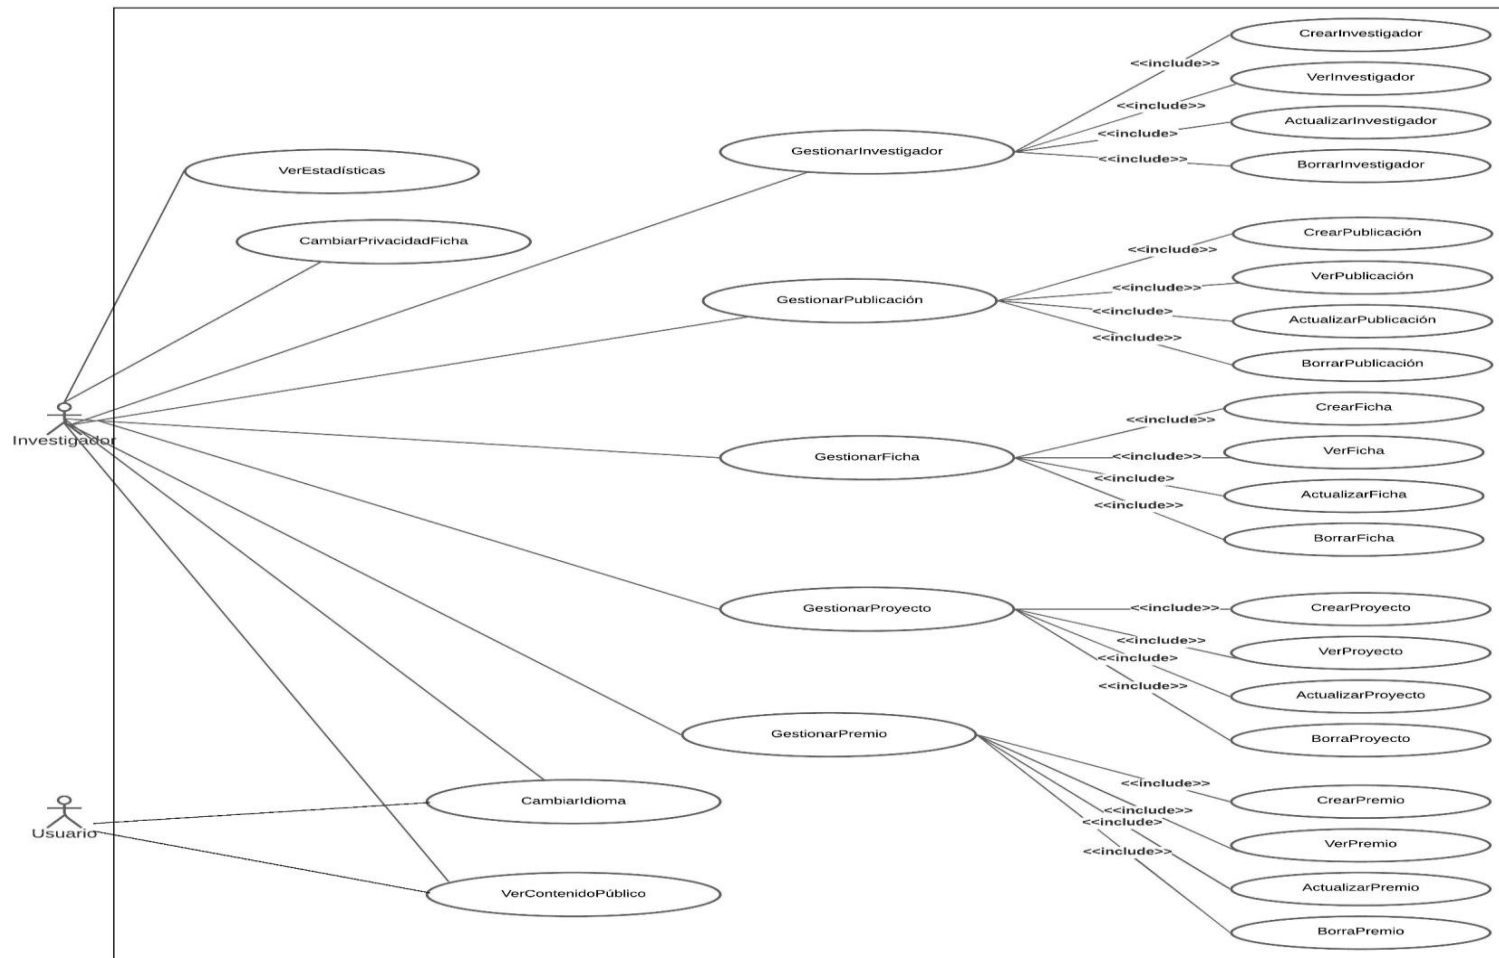 CrearInvestigador
<<include>>
VerInvestigador
<<include>>
ActualizarInvestigador
<<include>
BorrarInvestigador
<<include>>
GestionarInvestigador
VerEstadísticas
CambiarPrivacidadFicha
CrearPublicación
<<include>>
VerPublicación
<<include>>
GestionarPublicación
<<include>
ActualizarPublicación
<<include>>
BorrarPublicación
CrearFicha
<<include>>
Investigador
VerFicha
GestionarFicha
<<include>>
<<include>
ActualizarFicha
<<include>>
BorrarFicha
GestionarProyecto
<<include>>
CrearProyecto
<<include>>
VerProyecto
<<include>
<<include>>
ActualizarProyecto
GestionarPremio
BorraProyecto
<<include>>
CambiarIdioma
CrearPremio
<<include>>
<<include>
Usuario
VerPremio
<<include>>
VerContenidoPúblico
ActualizarPremio
BorraPremio